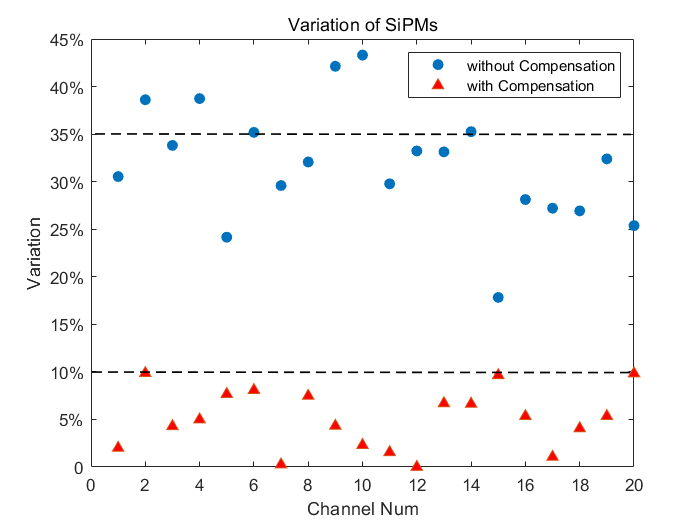 Variation of SiPMs
45%
40%
35%
30%
25%
20%
15%
10%
5%
0
Variation
without Compensation
with Compensation
0 2 4 6 8 10 12 14 16 18 20
Channel Num